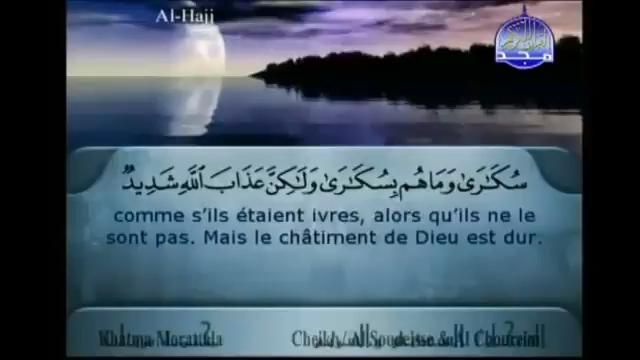 Al-Hajj
مجد
سُكَـٰرَىٰ وَمَا هُم بِسُكَـٰرَىٰ وَلَـٰكِنَّ عَذَابَ ٱللَّهِ شَدِيدٌ
comme s’ils étaient ivres, alors qu’ils ne le
sont pas. Mais le châtiment de Dieu est dur.